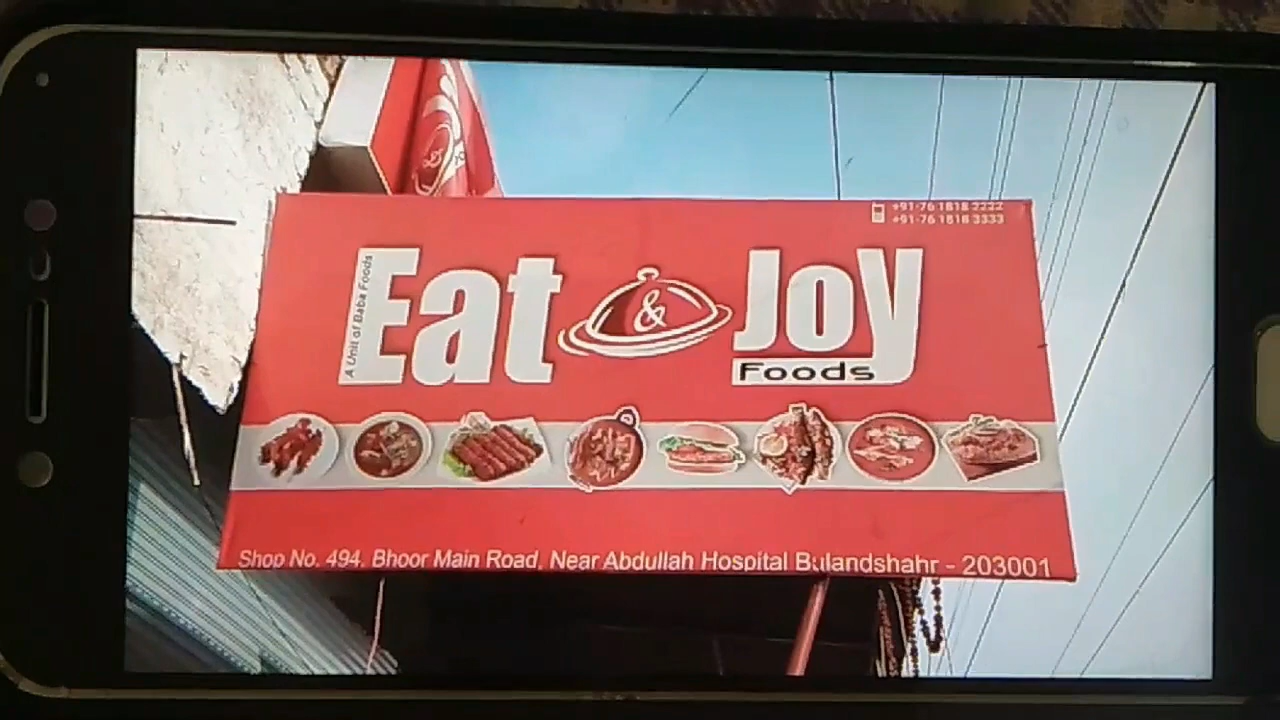 +91-76 1818 2222
+91-76 1818 3333
A Unit of Baba Foods
Eat & Joy
Foods
Shop No. 494, Bhoor Main Road, Near Abdullah Hospital Bulandshahr - 203001